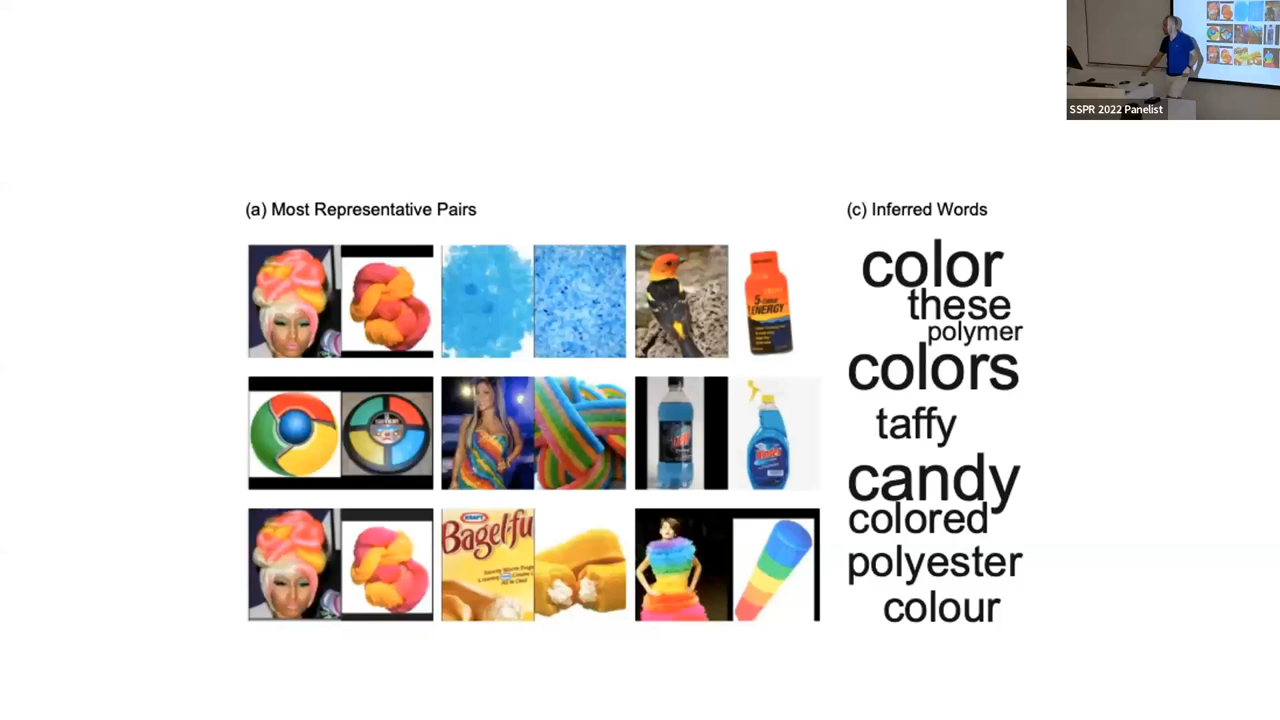 SSPR 2022 Panelist
(a) Most Representative Pairs
(c) Inferred Words
5-hour
ENERGY
KRAFT
Bagel-fu
color
these
polymer
colors
taffy
candy
colored
polyester
colour